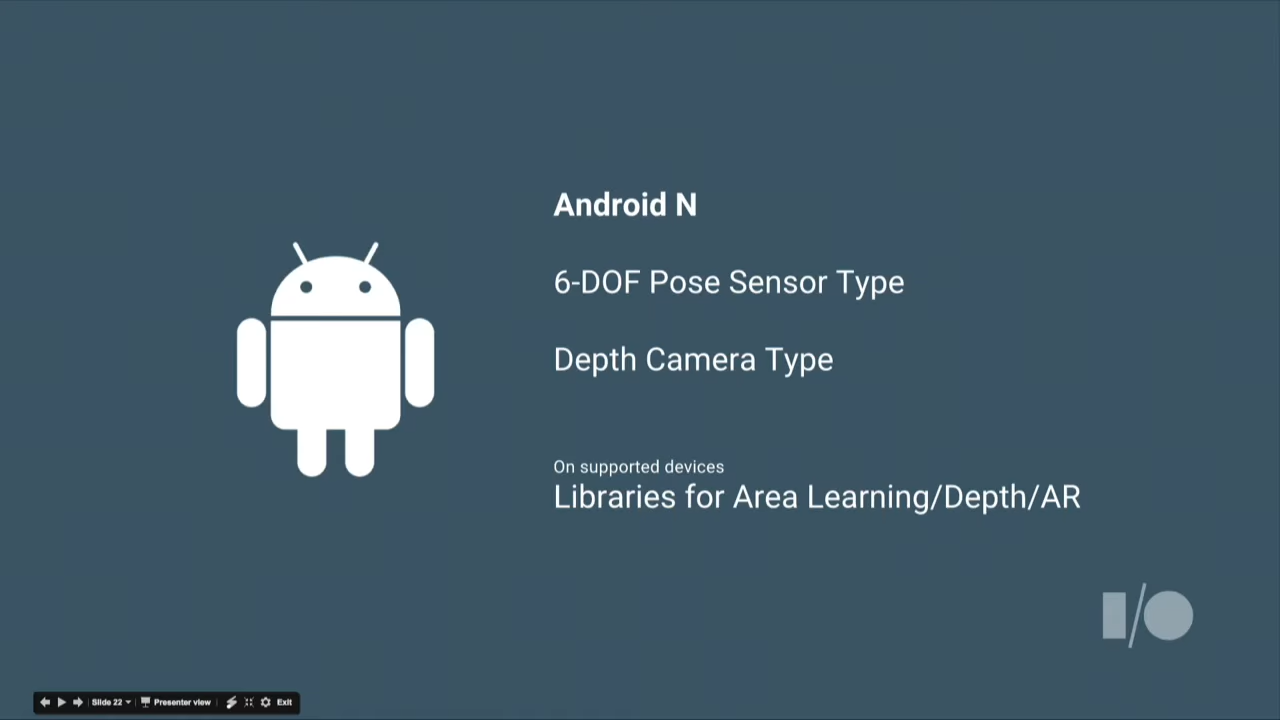 Android N
6-DOF Pose Sensor Type
Depth Camera Type
On supported devices
Libraries for Area Learning/Depth/AR
I/O
Slide 22 Presenter view Exit